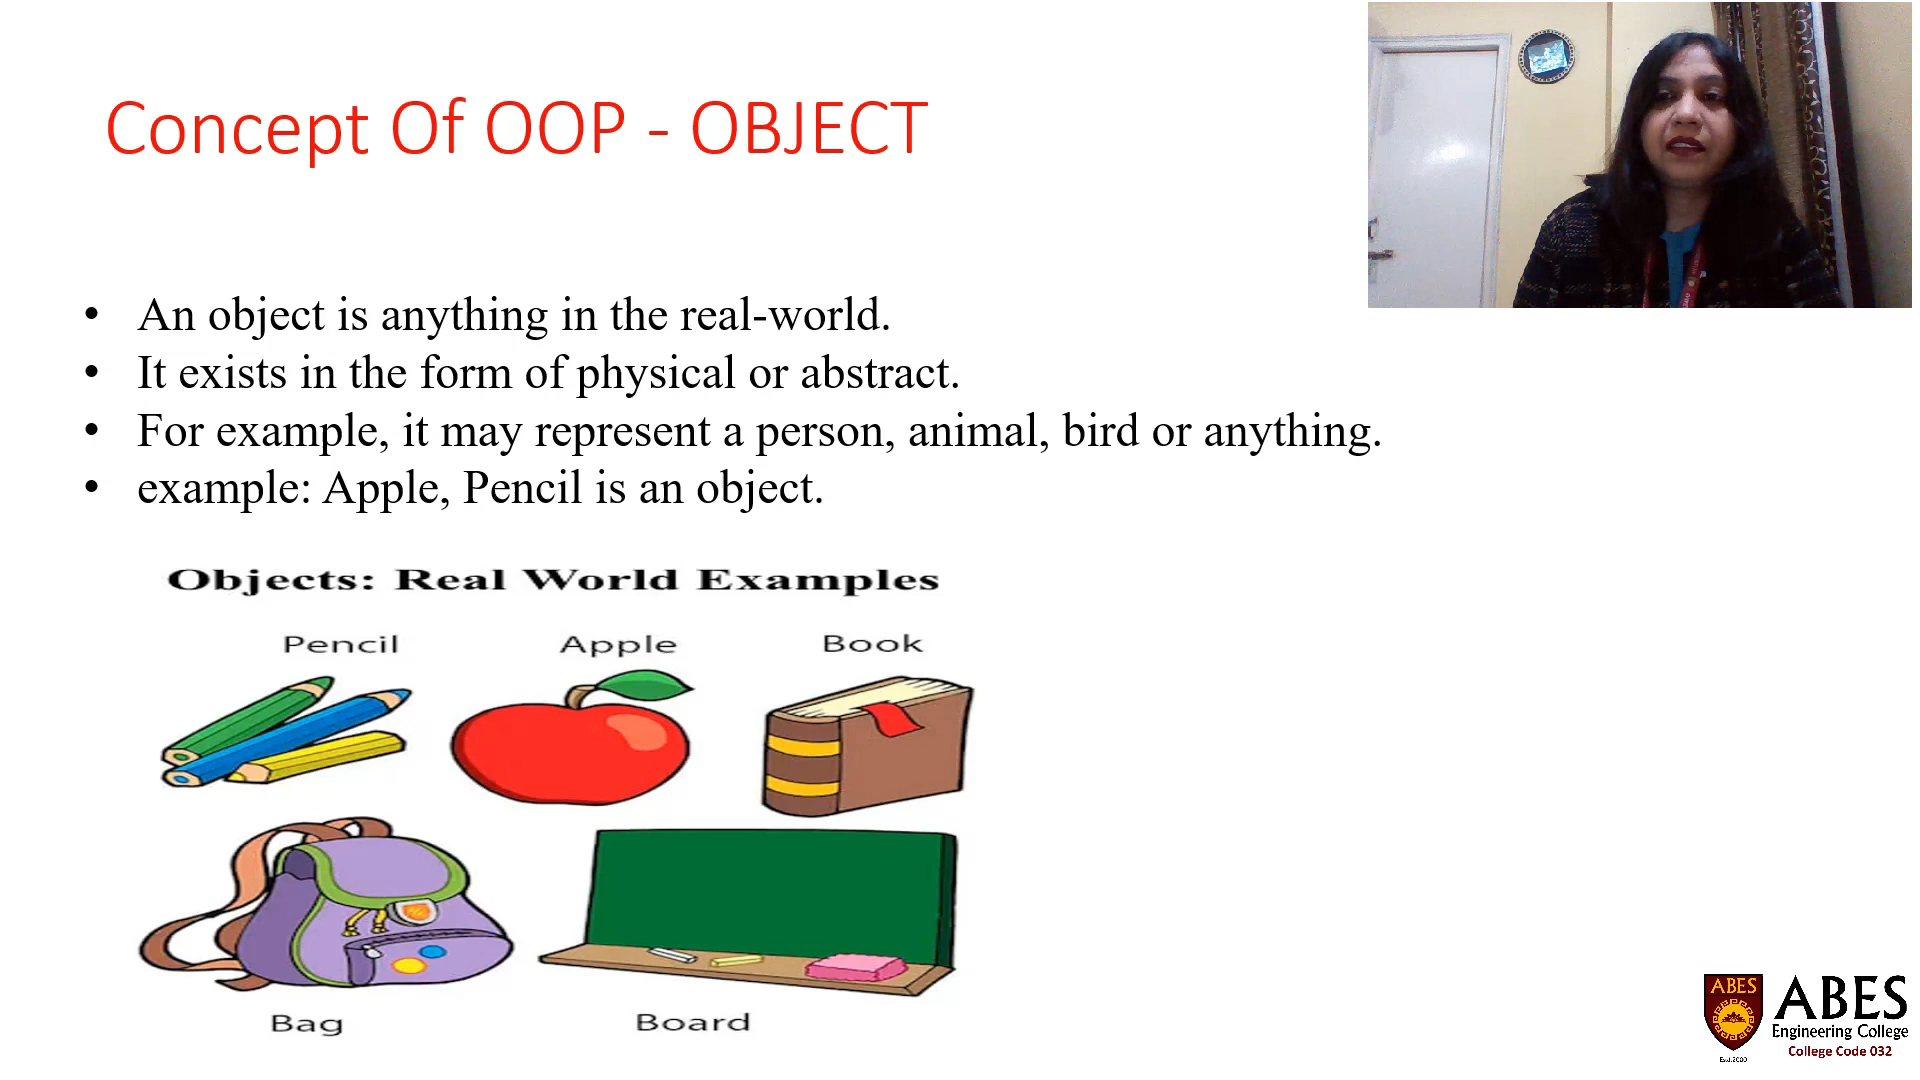 Concept Of OOP - OBJECT
• An object is anything in the real-world.
• It exists in the form of physical or abstract.
• For example, it may represent a person, animal, bird or anything.
• example: Apple, Pencil is an object.
Objects: Real World Examples
Pencil Apple Book
Bag Board
ABES
ABES
Engineering College
College Code 032
Estd.2000